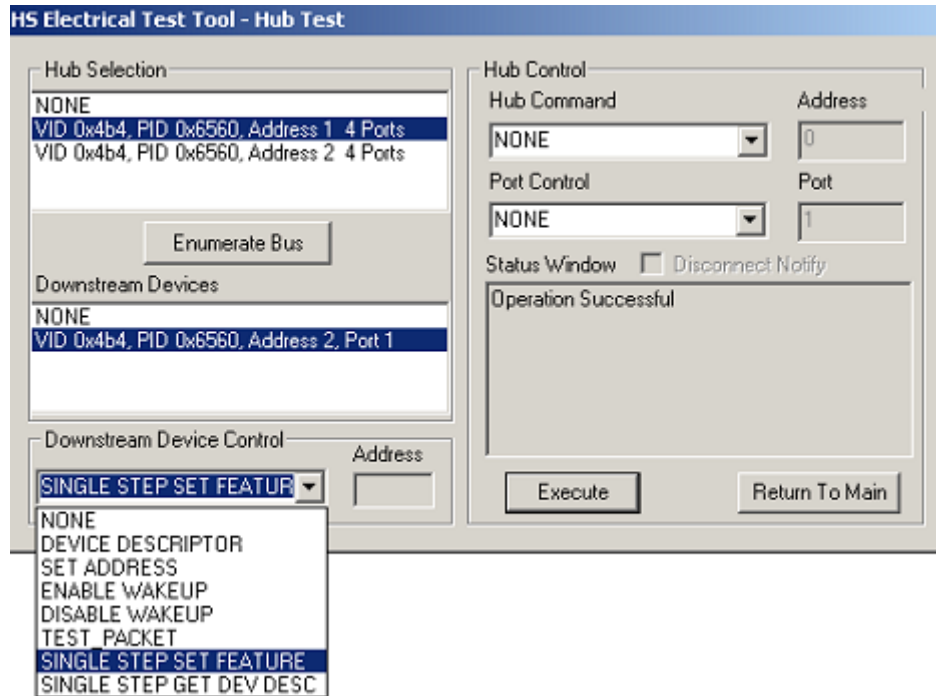 HS Electrical Test Tool - Hub Test
Hub Selection
NONE
VID 0x4b4, PID 0x6560, Address 1 4 Ports
VID 0x4b4, PID 0x6560, Address 2 4 Ports
Enumerate Bus
Downstream Devices
NONE
VID 0x4b4, PID 0x6560, Address 2, Port 1
Downstream Device Control
Address
SINGLE STEP SET FEATUR
NONE
DEVICE DESCRIPTOR
SET ADDRESS
ENABLE WAKEUP
DISABLE WAKEUP
TEST_PACKET
SINGLE STEP SET FEATURE
SINGLE STEP GET DEV DESC
Hub Control
Hub Command Address
NONE 0
Port Control Port
NONE 1
Status Window Disconnect Notify
Operation Successful
Execute Return To Main